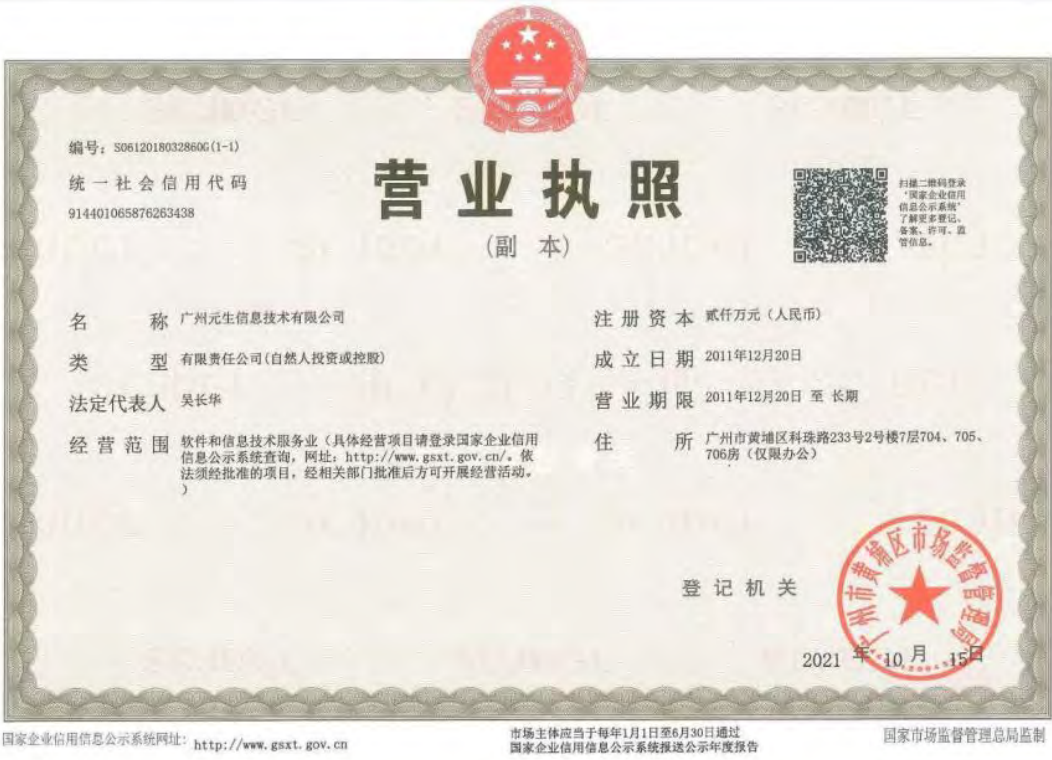 编号：S0612018032860G(1-1)
统一社会信用代码
914401065876263438
营业执照
(副 本)
扫描二维码登录
‘国家企业信用
信息公示系统’
了解更多登记、
备案、许可、监
管信息。
名 称 广州元生信息技术有限公司
类 型 有限责任公司(自然人投资或控股)
法定代表人 吴长华
经营范围 软件和信息技术服务业（具体经营项目请登录国家企业信用
信息公示系统查询，网址：http://www.gsxt.gov.cn/。依
法须经批准的项目，经相关部门批准后方可开展经营活动。
）
注册资本 贰仟万元（人民币）
成立日期 2011年12月20日
营业期限 2011年12月20日 至 长期
住 所 广州市黄埔区科珠路233号2号楼7层704、705、
706房（仅限办公）
登记机关
广州市黄埔区市场监督管理局
2021 年 10 月 15日
国家企业信用信息公示系统网址：http://www.gsxt.gov.cn
市场主体应当于每年1月1日至6月30日通过
国家企业信用信息公示系统报送公示年度报告
国家市场监督管理总局监制